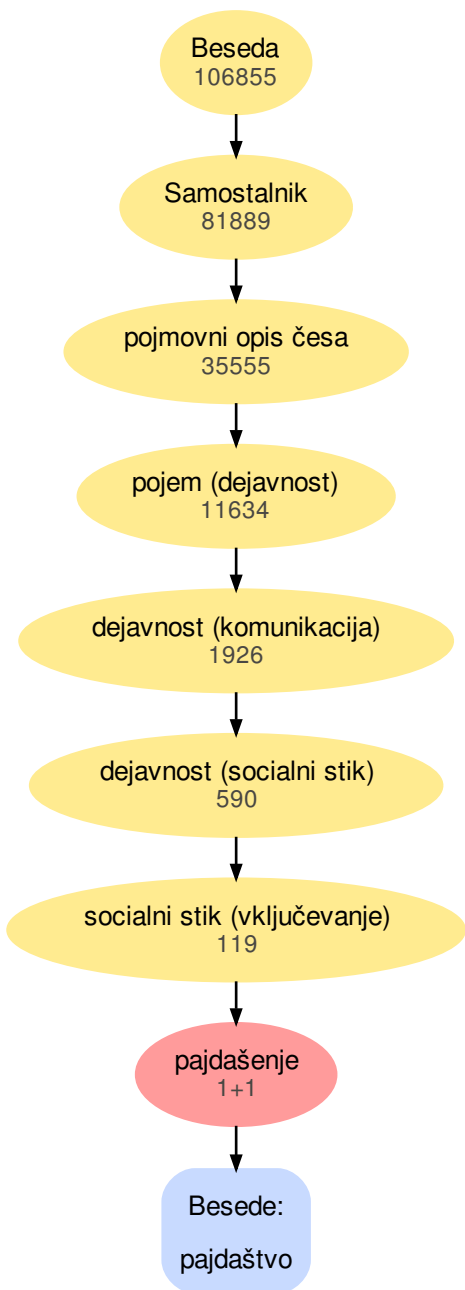 Beseda
106855
Samostalnik
81889
pojmovni opis česa
35555
pojem (dejavnost)
11634
dejavnost (komunikacija)
1926
dejavnost (socialni stik)
590
socialni stik (vključevanje)
119
pajdašenje
1+1
Besede:
pajdaštvo